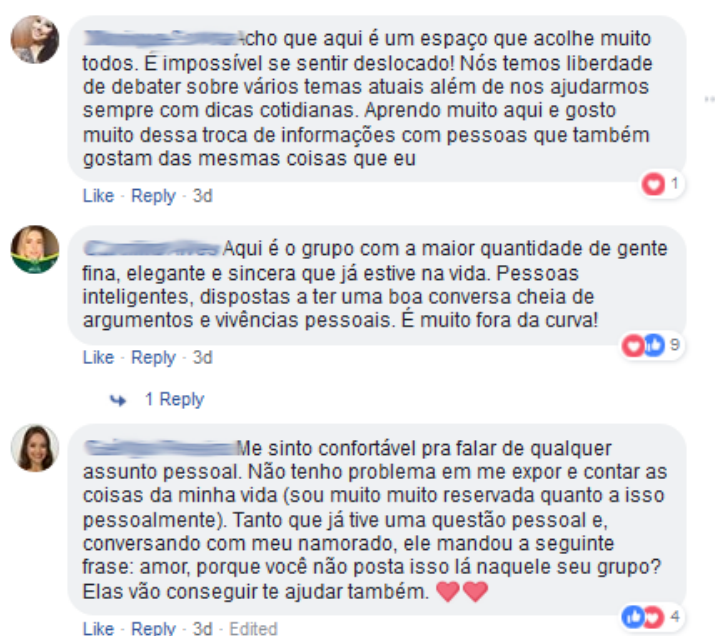 Acho que aqui é um espaço que acolhe muito
todos. É impossível se sentir deslocado! Nós temos liberdade
de debater sobre vários temas atuais além de nos ajudarmos
sempre com dicas cotidianas. Aprendo muito aqui e gosto
muito dessa troca de informações com pessoas que também
gostam das mesmas coisas que eu
1
Like · Reply · 3d
Aqui é o grupo com a maior quantidade de gente
fina, elegante e sincera que já estive na vida. Pessoas
inteligentes, dispostas a ter uma boa conversa cheia de
argumentos e vivências pessoais. É muito fora da curva!
9
Like · Reply · 3d
1 Reply
Me sinto confortável pra falar de qualquer
assunto pessoal. Não tenho problema em me expor e contar as
coisas da minha vida (sou muito muito reservada quanto a isso
pessoalmente). Tanto que já tive uma questão pessoal e,
conversando com meu namorado, ele mandou a seguinte
frase: amor, porque você não posta isso lá naquele seu grupo?
Elas vão conseguir te ajudar também.
4
Like · Reply · 3d · Edited